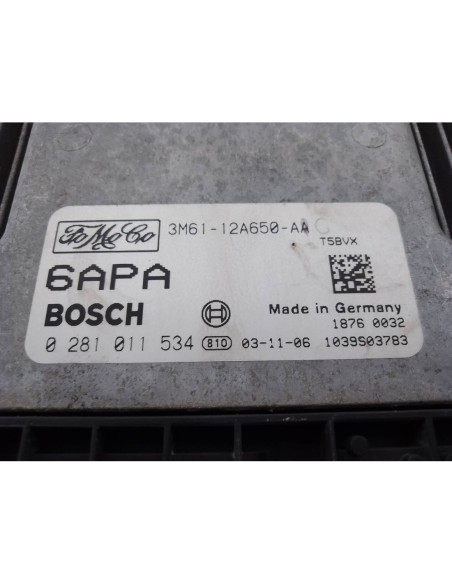 FoMoCo 3M61-12A650-AAC
T5BVX
6APA
BOSCH Made in Germany
1876 0032
0 281 011 534 810 03-11-06 1039S03783